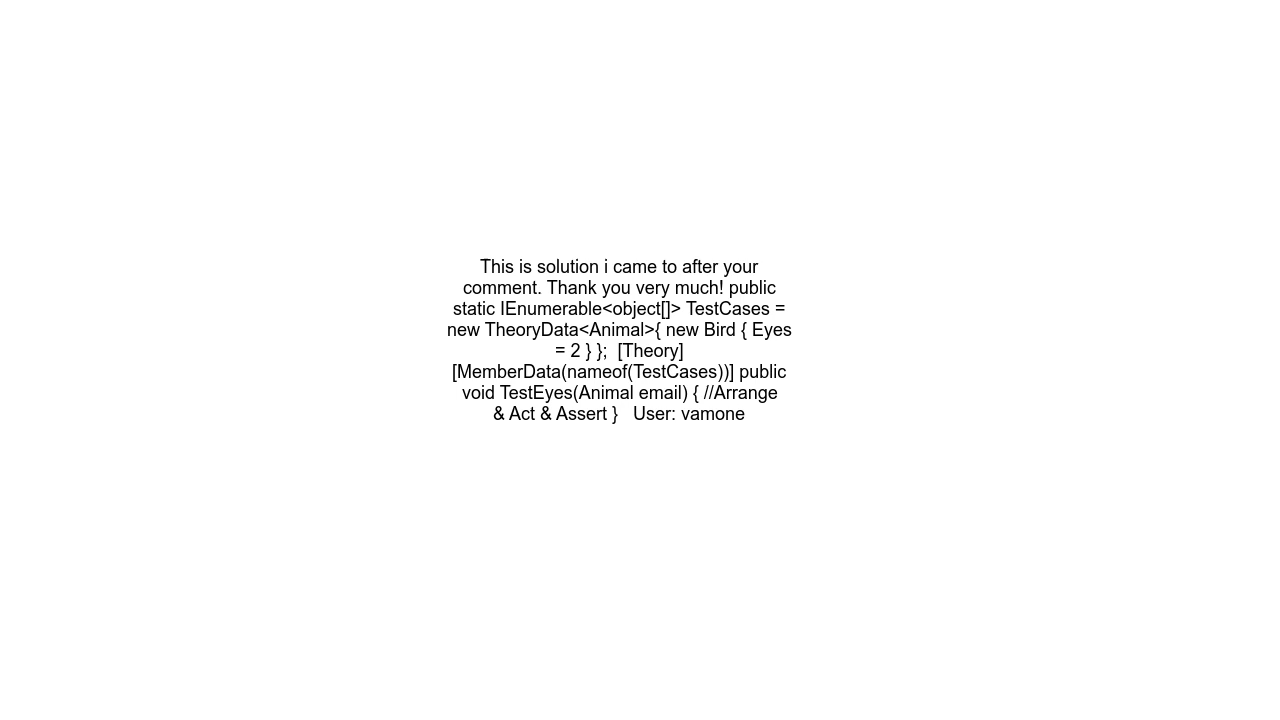 This is solution i came to after your
comment. Thank you very much! public
static IEnumerable<object[]> TestCases =
new TheoryData<Animal>{ new Bird { Eyes
= 2 } };  [Theory]
[MemberData(nameof(TestCases))] public
void TestEyes(Animal email) { //Arrange
& Act & Assert }   User: vamone